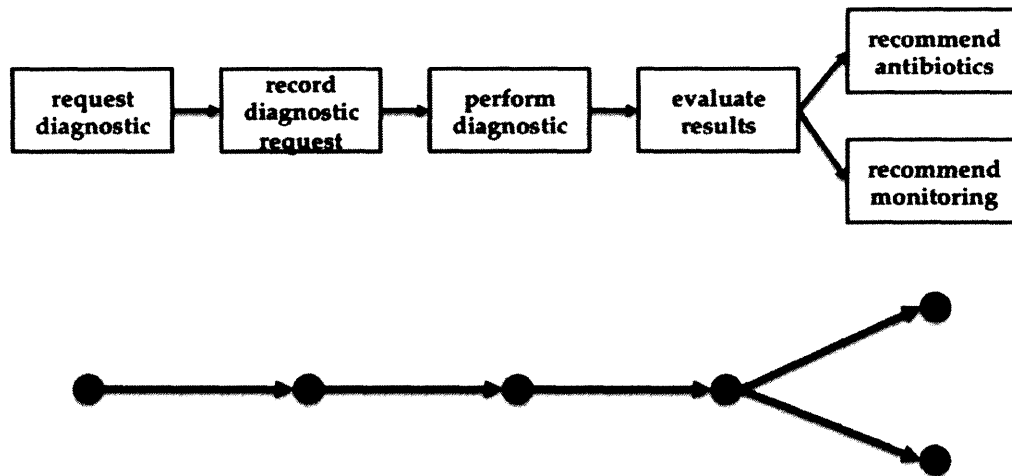 request
diagnostic
record
diagnostic
request
perform
diagnostic
evaluate
results
recommend
antibiotics
recommend
monitoring